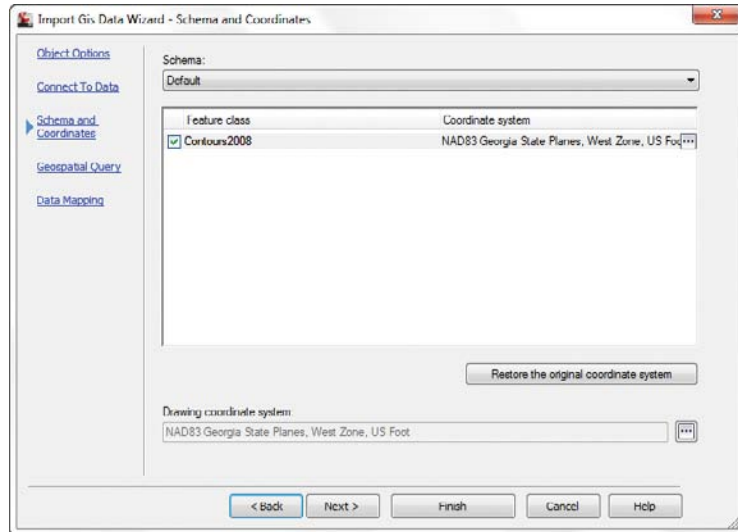 Import Gis Data Wizard - Schema and Coordinates
Object Options
Connect To Data
Schema and
Coordinates
Geospatial Query
Data Mapping
Schema:
Default
Feature class Coordinate system
Contours2008 NAD83 Georgia State Planes, West Zone, US Foo...
Restore the original coordinate system
Drawing coordinate system
NAD83 Georgia State Planes, West Zone, US Foot ...
< Back Next > Finish Cancel Help